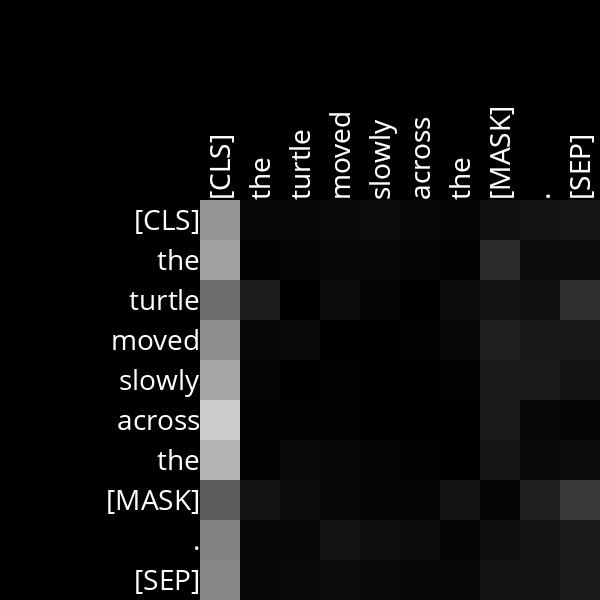 [CLS] the turtle moved slowly across the [MASK] . [SEP]
[CLS]
the
turtle
moved
slowly
across
the
[MASK]
.
[SEP]